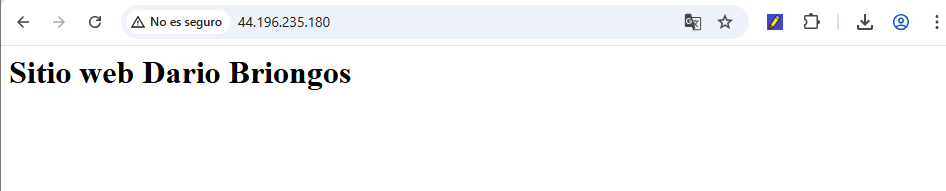 No es seguro 44.196.235.180
Sitio web Dario Briongos